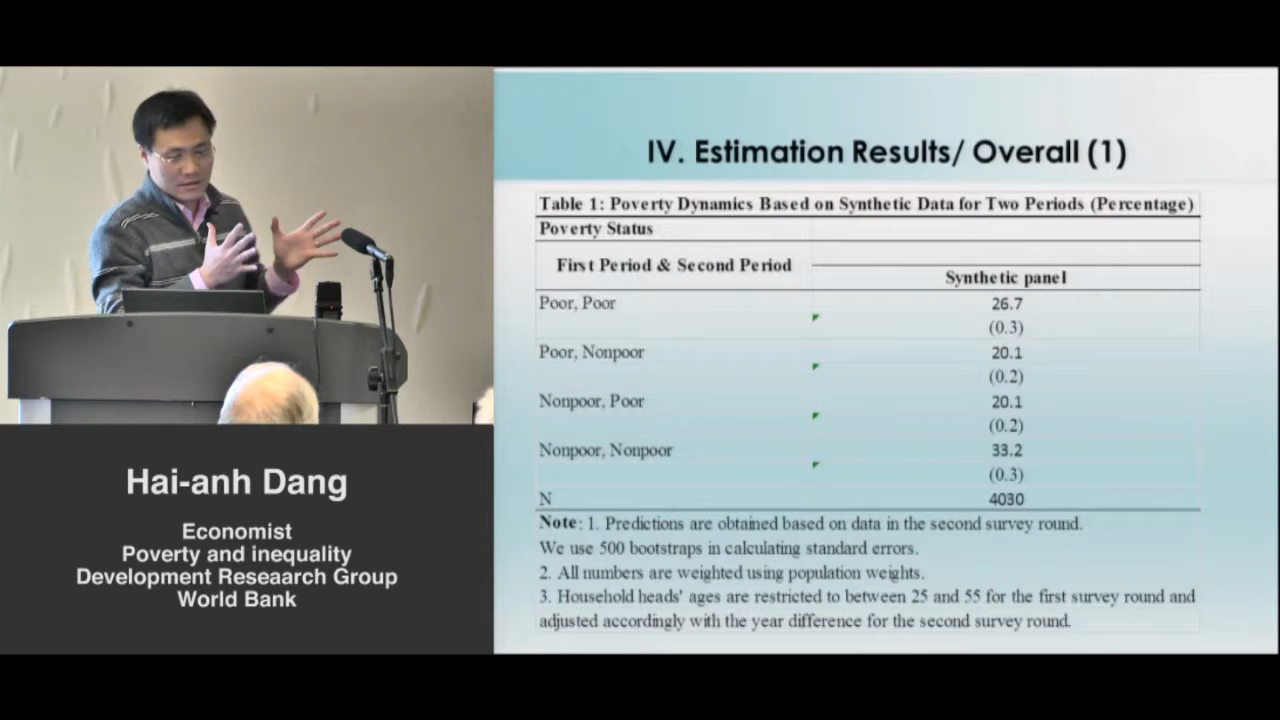 IV. Estimation Results/ Overall (1)
Table 1: Poverty Dynamics Based on Synthetic Data for Two Periods (Percentage)
Poverty Status
First Period & Second Period
Synthetic panel
Poor, Poor 26.7
(0.3)
Poor, Nonpoor 20.1
(0.2)
Nonpoor, Poor 20.1
(0.2)
Nonpoor, Nonpoor 33.2
(0.3)
N 4030
Note: 1. Predictions are obtained based on data in the second survey round.
We use 500 bootstraps in calculating standard errors.
2. All numbers are weighted using population weights.
3. Household heads' ages are restricted to between 25 and 55 for the first survey round and
adjusted accordingly with the year difference for the second survey round.
Hai-anh Dang
Economist
Poverty and inequality
Development Reseaarch Group
World Bank